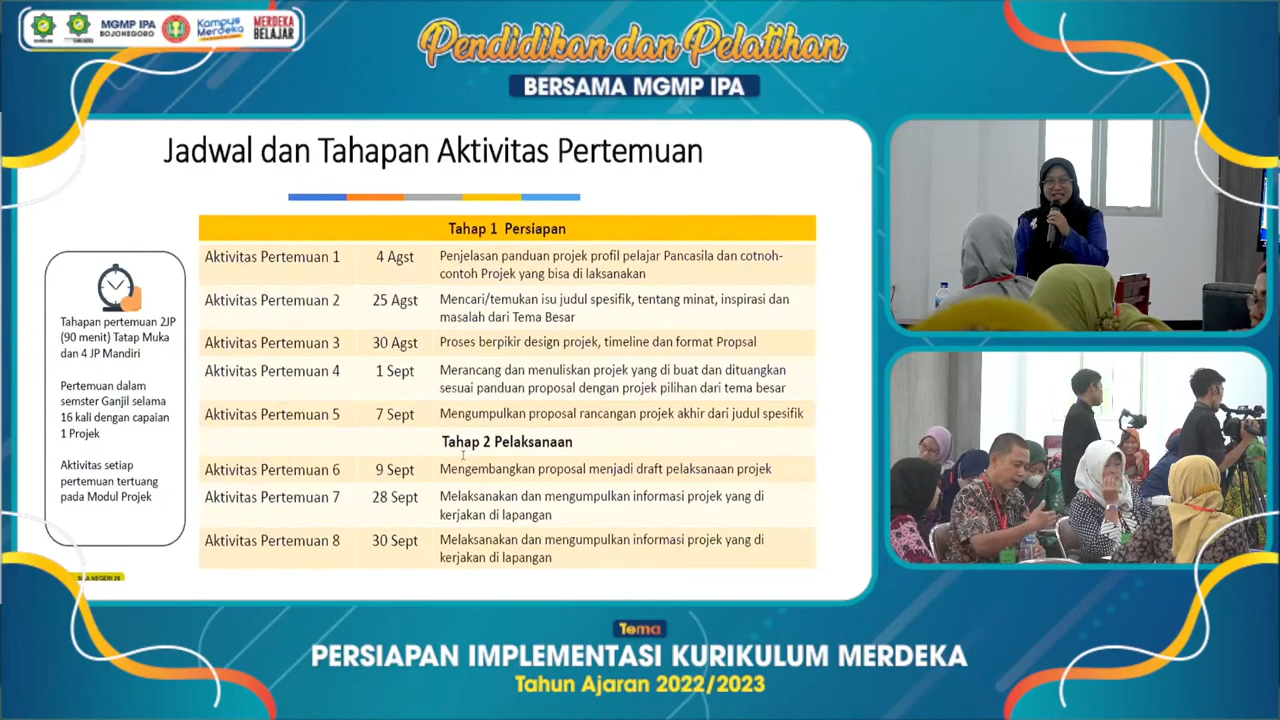 MGMP IPA
BOJONEGORO
Kampus
Merdeka
MERDEKA
BELAJAR
Pendidikan dan Pelatihan
BERSAMA MGMP IPA
Jadwal dan Tahapan Aktivitas Pertemuan
Tahapan pertemuan 2JP
(90 menit) Tatap Muka
dan 4 JP Mandiri
Pertemuan dalam
semster Ganjil selama
16 kali dengan capaian
1 Projek
Aktivitas setiap
pertemuan tertuang
pada Modul Projek
Tahap 1 Persiapan
Aktivitas Pertemuan 1 4 Agst Penjelasan panduan projek profil pelajar Pancasila dan cotnoh-
contoh Projek yang bisa di laksanakan
Aktivitas Pertemuan 2 25 Agst Mencari/temukan isu judul spesifik, tentang minat, inspirasi dan
masalah dari Tema Besar
Aktivitas Pertemuan 3 30 Agst Proses berpikir design projek, timeline dan format Propsal
Aktivitas Pertemuan 4 1 Sept Merancang dan menuliskan projek yang di buat dan dituangkan
sesuai panduan proposal dengan projek pilihan dari tema besar
Aktivitas Pertemuan 5 7 Sept Mengumpulkan proposal rancangan projek akhir dari judul spesifik
Tahap 2 Pelaksanaan
Aktivitas Pertemuan 6 9 Sept Mengembangkan proposal menjadi draft pelaksanaan projek
Aktivitas Pertemuan 7 28 Sept Melaksanakan dan mengumpulkan informasi projek yang di
kerjakan di lapangan
Aktivitas Pertemuan 8 30 Sept Melaksanakan dan mengumpulkan informasi projek yang di
kerjakan di lapangan
Tema
PERSIAPAN IMPLEMENTASI KURIKULUM MERDEKA
Tahun Ajaran 2022/2023